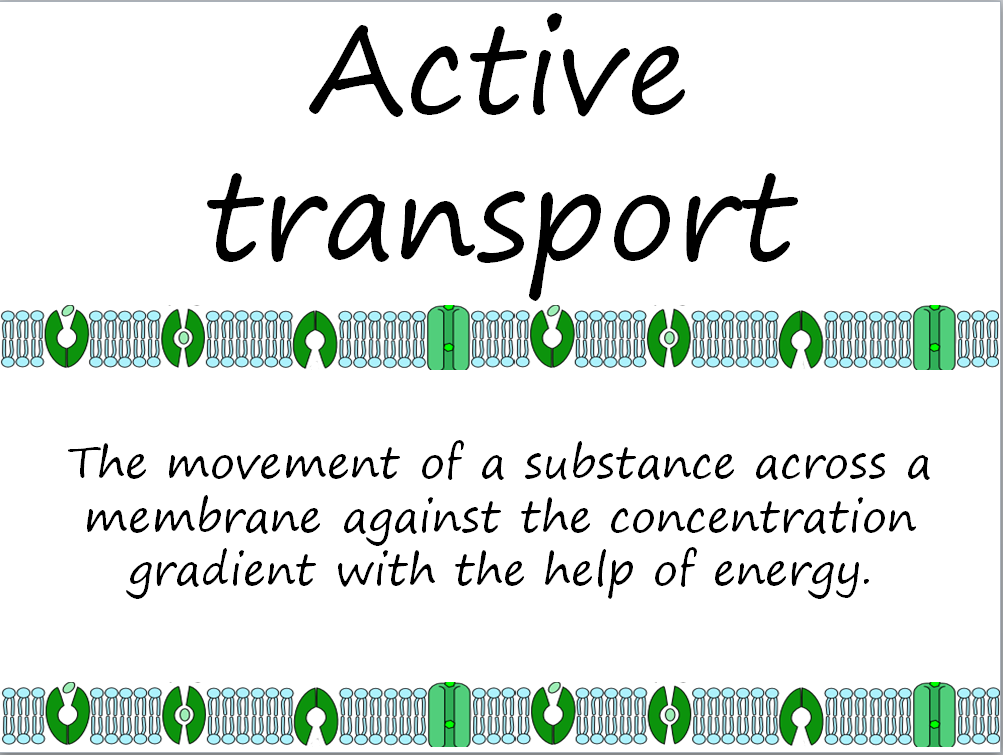 Active
transport
The movement of a substance across a
membrane against the concentration
gradient with the help of energy.